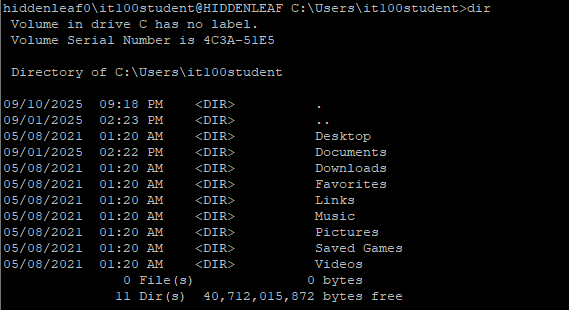 hiddenleaf0\it100student@HIDDENLEAF C:\Users\it100student>dir
 Volume in drive C has no label.
 Volume Serial Number is 4C3A-51E5

 Directory of C:\Users\it100student

09/10/2025  09:18 PM    <DIR>          .
09/01/2025  02:23 PM    <DIR>          ..
05/08/2021  01:20 AM    <DIR>          Desktop
09/01/2025  02:22 PM    <DIR>          Documents
05/08/2021  01:20 AM    <DIR>          Downloads
05/08/2021  01:20 AM    <DIR>          Favorites
05/08/2021  01:20 AM    <DIR>          Links
05/08/2021  01:20 AM    <DIR>          Music
05/08/2021  01:20 AM    <DIR>          Pictures
05/08/2021  01:20 AM    <DIR>          Saved Games
05/08/2021  01:20 AM    <DIR>          Videos
               0 File(s)              0 bytes
              11 Dir(s)  40,712,015,872 bytes free